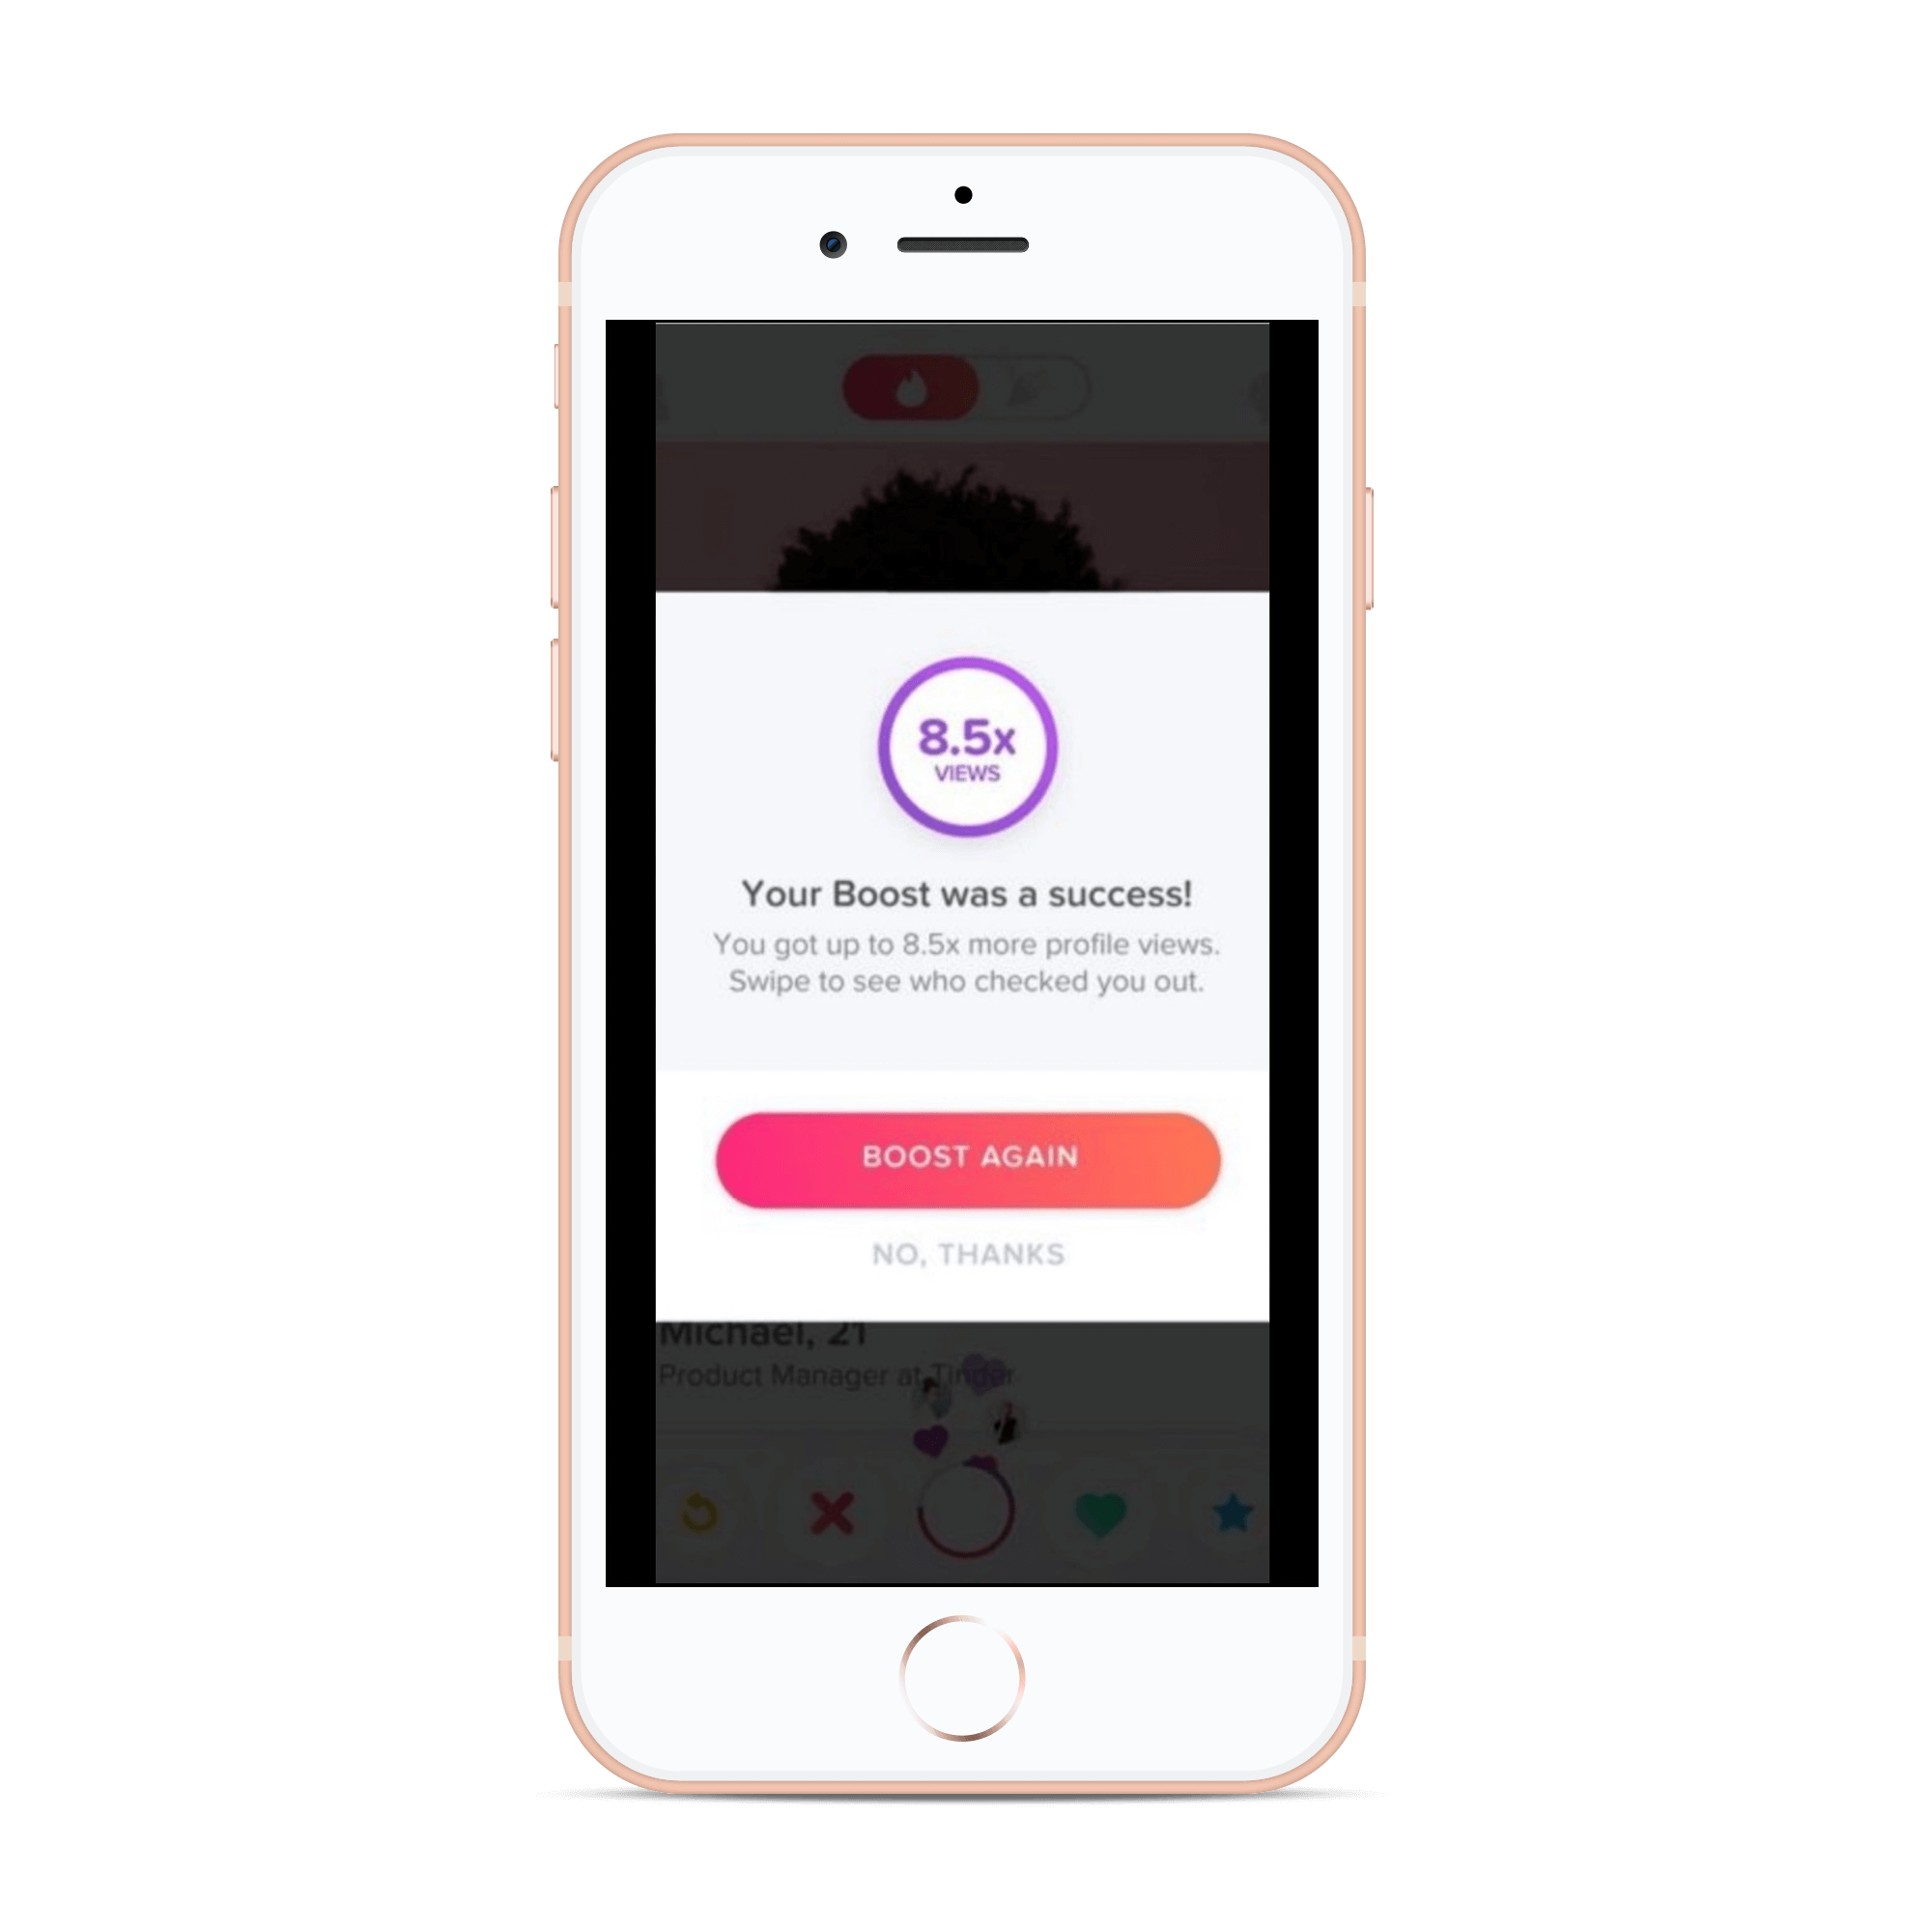 8.5x
VIEWS
Your Boost was a success!
You got up to 8.5x more profile views.
Swipe to see who checked you out.
BOOST AGAIN
NO, THANKS
Michael, 21
Product Manager at Tinder